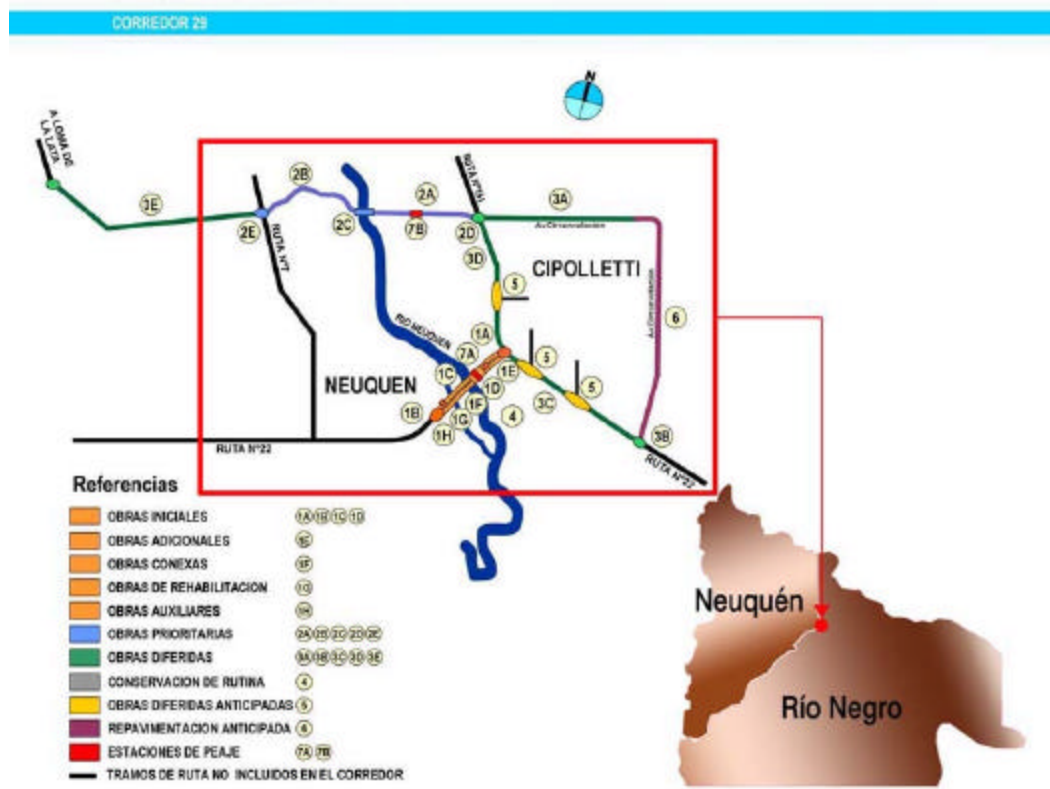 CORREDOR 29
N
A LOMA DE
LA LATA
3E
2E
RUTA Nº7
2B
2C
2A
7B
2D
3D
3A
Av.Circunvalación
Av.Circunvalación
CIPOLLETTI
5
6
RIO NEUQUEN
1A
7A
1C
1E
5
1D
5
NEUQUEN
1F
3C
1B
1G
4
1H
3B
RUTA Nº22
RUTA Nº22
Referencias
OBRAS INICIALES 1A 1B 1C 1D
OBRAS ADICIONALES 1E
OBRAS CONEXAS 1F
OBRAS DE REHABILITACION 1G
OBRAS AUXILIARES 1H
OBRAS PRIORITARIAS 2A 2B 2C 2D 2E
OBRAS DIFERIDAS 3A 3B 3C 3D 3E
CONSERVACION DE RUTINA 4
OBRAS DIFERIDAS ANTICIPADAS 5
REPAVIMENTACION ANTICIPADA 6
ESTACIONES DE PEAJE 7A 7B
TRAMOS DE RUTA NO INCLUIDOS EN EL CORREDOR
Neuquén
Río Negro